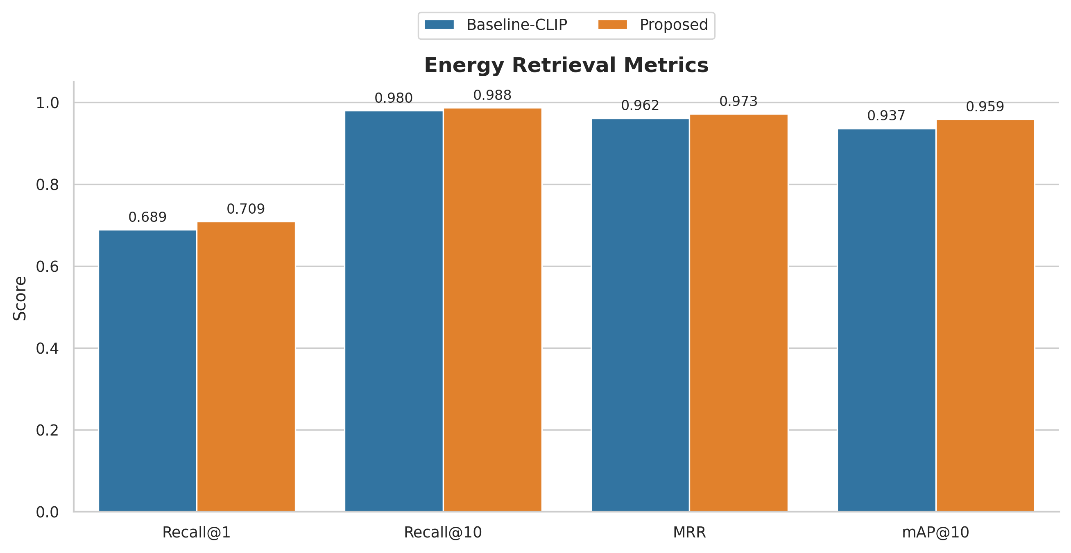 Baseline-CLIP Proposed
Energy Retrieval Metrics
1.0
0.8
0.6
0.4
0.2
0.0
Score
0.689 0.709 0.980 0.988 0.962 0.973 0.937 0.959
Recall@1 Recall@10 MRR mAP@10